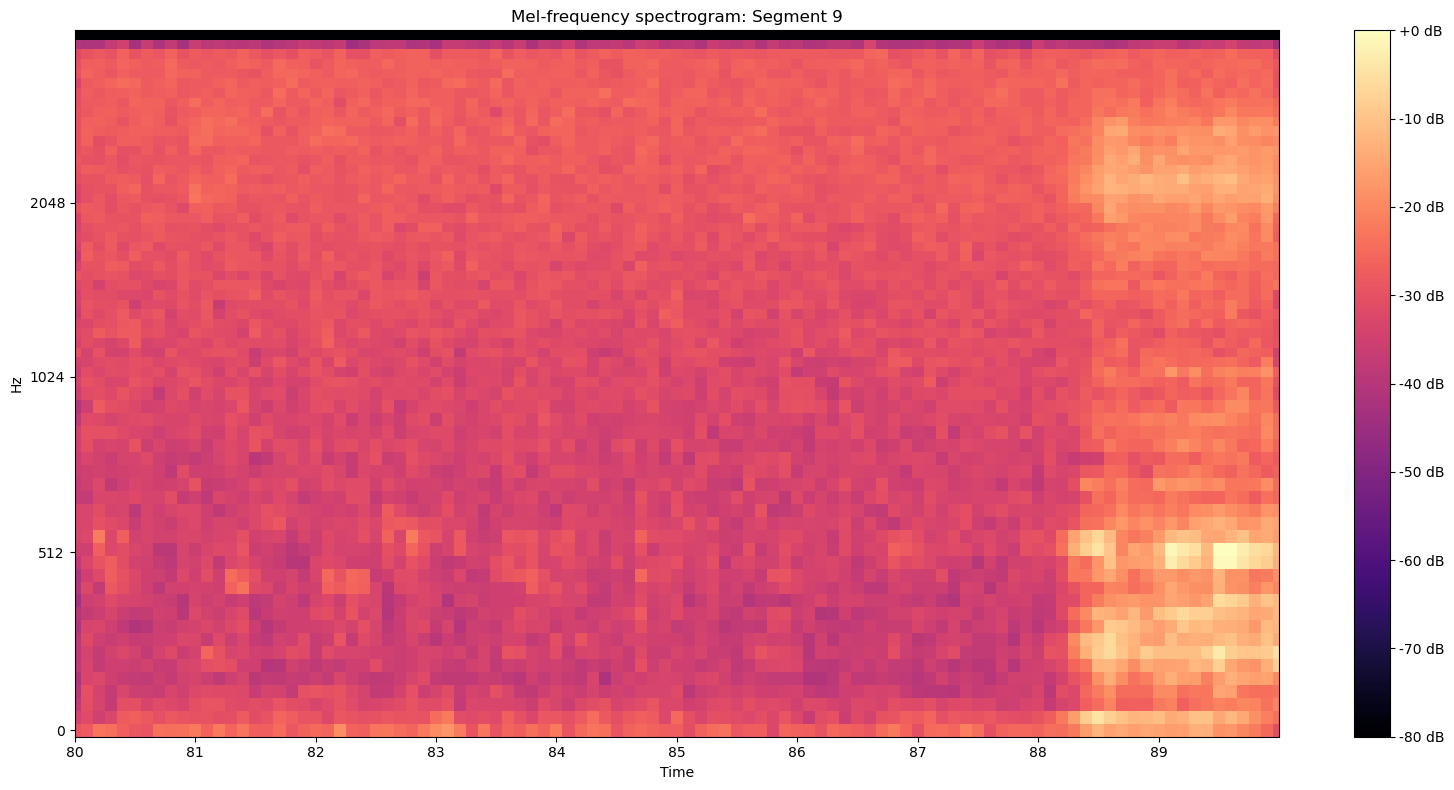 Mel-frequency spectrogram: Segment 9
+0 dB
-10 dB
-20 dB
-30 dB
-40 dB
-50 dB
-60 dB
-70 dB
-80 dB
Hz
2048
1024
512
0
80 81 82 83 84 85 86 87 88 89
Time